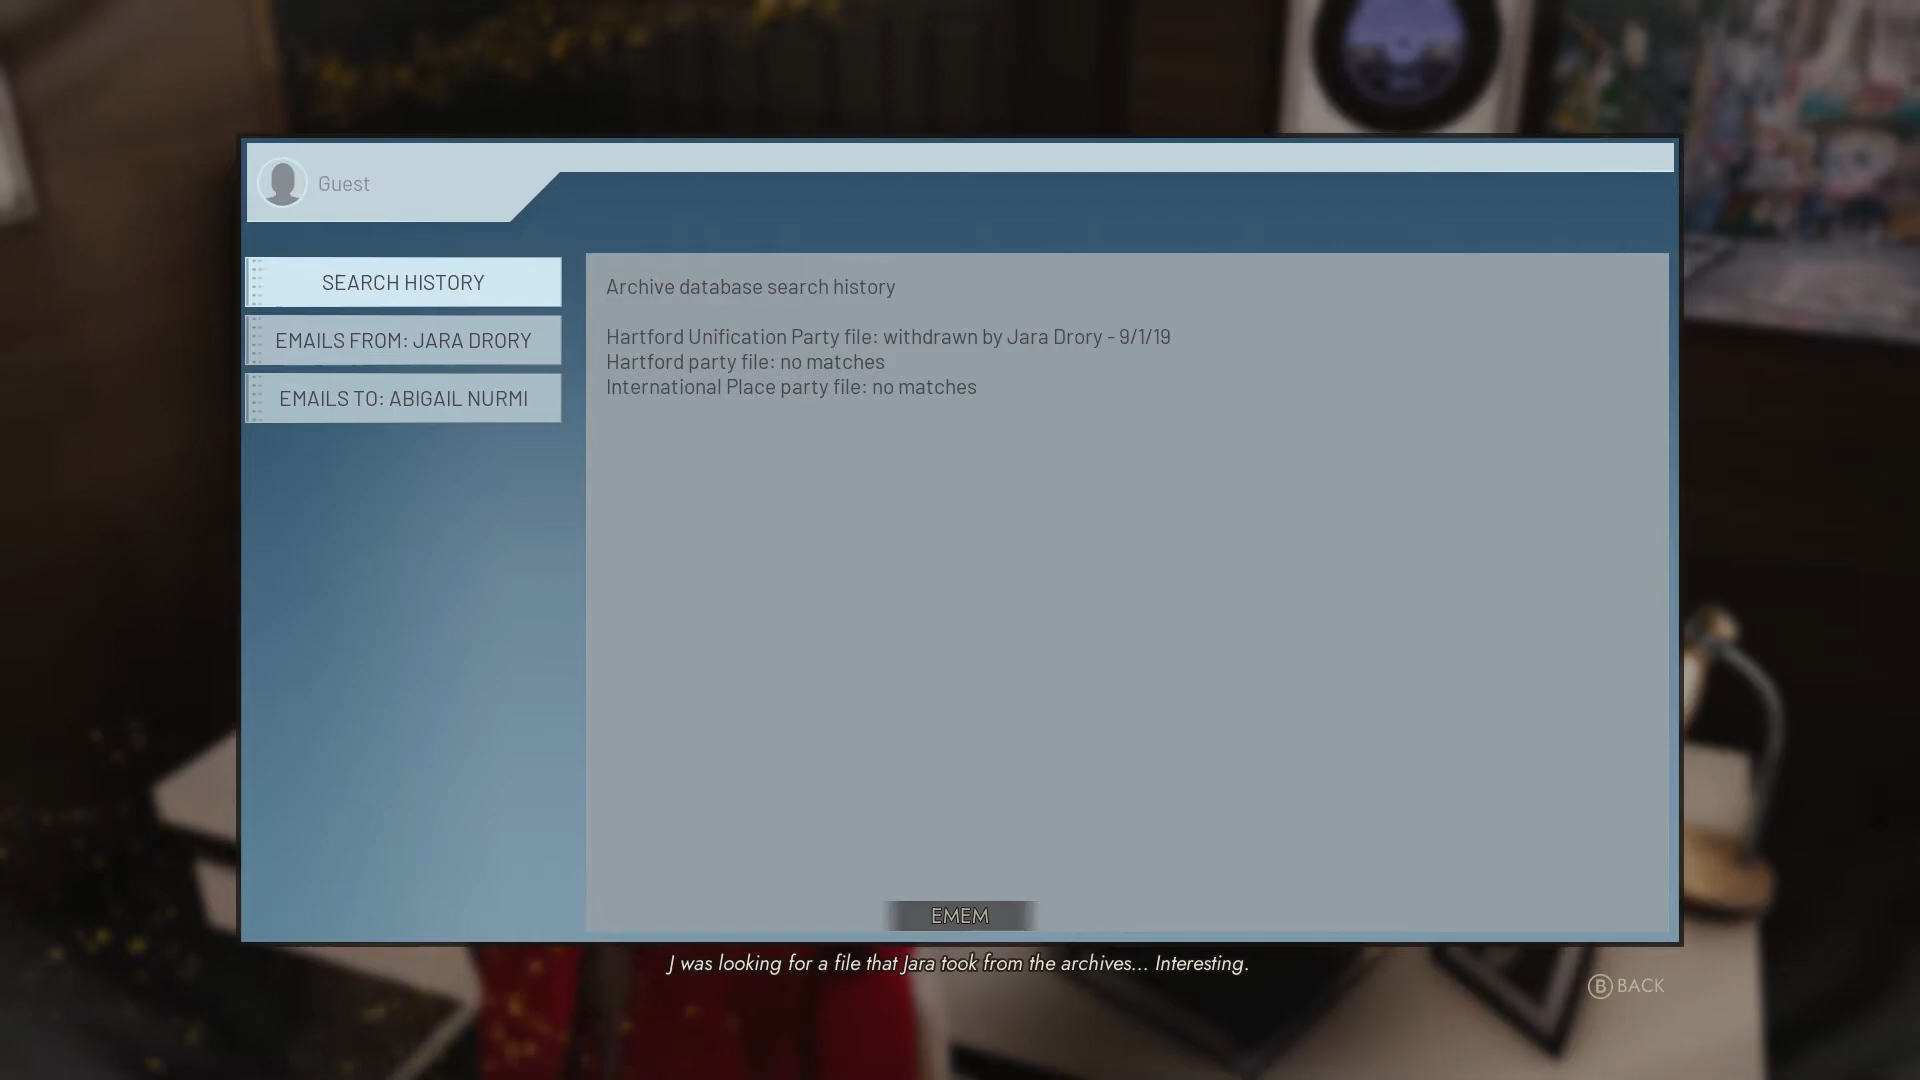 Guest
SEARCH HISTORY
EMAILS FROM: JARA DRORY
EMAILS TO: ABIGAIL NURMI
Archive database search history
Hartford Unification Party file: withdrawn by Jara Drory - 9/1/19
Hartford party file: no matches
International Place party file: no matches
EMEM
J was looking for a file that Jara took from the archives... Interesting.
B BACK